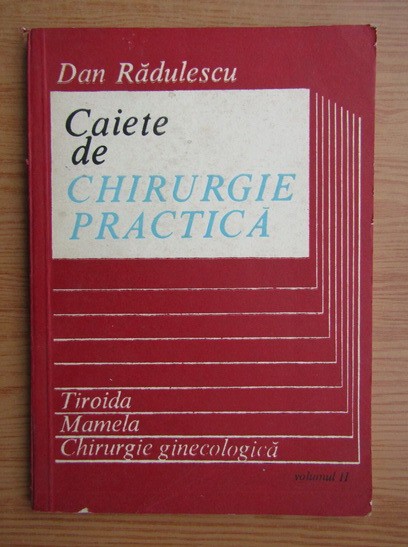 Dan Rădulescu
Caiete
de
CHIRURGIE
PRACTICĂ
Tiroida
Mamela
Chirurgie ginecologică
volumul II